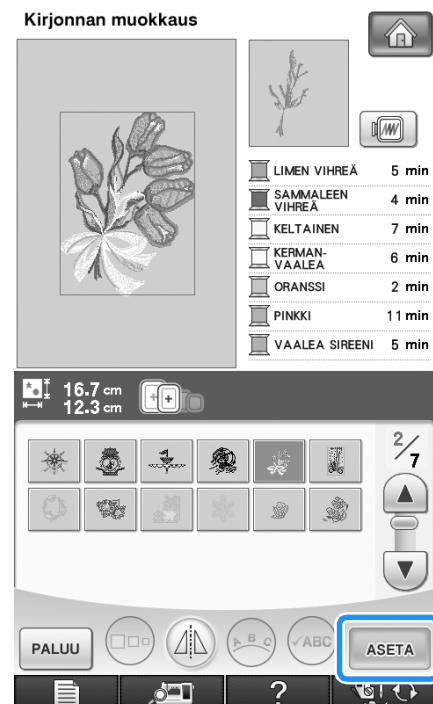 Kirjonnan muokkaus
LIMEN VIHREÄ 5 min
SAMMALEEN
VIHREÄ 4 min
KELTAINEN 7 min
KERMAN-
VAALEA 6 min
ORANSSI 2 min
PINKKI 11 min
VAALEA SIREENI 5 min
16.7 cm
12.3 cm
2/7
PALUU
A B C
ABC
ASETA
?